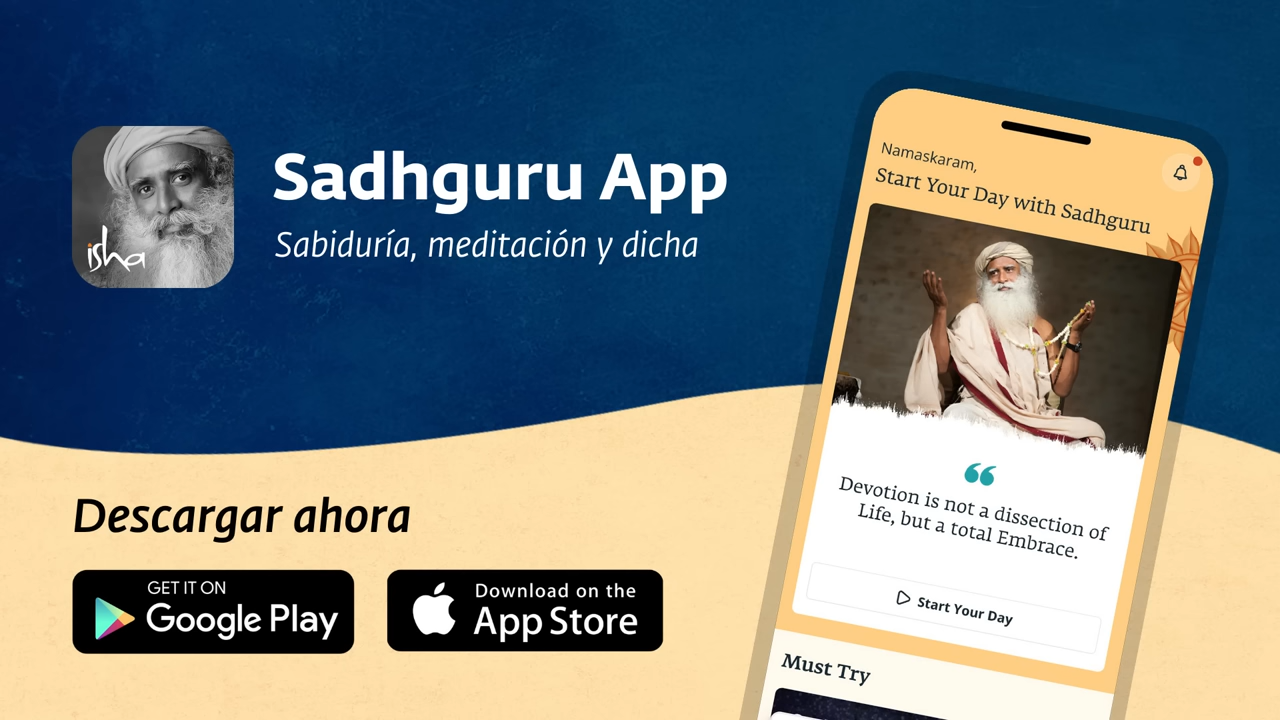 isha
Sadhguru App
Sabiduría, meditación y dicha
Descargar ahora
GET IT ON
Google Play
Download on the
App Store
Namaskaram,
Start Your Day with Sadhguru
“
Devotion is not a dissection of
Life, but a total Embrace.
Start Your Day
Must Try